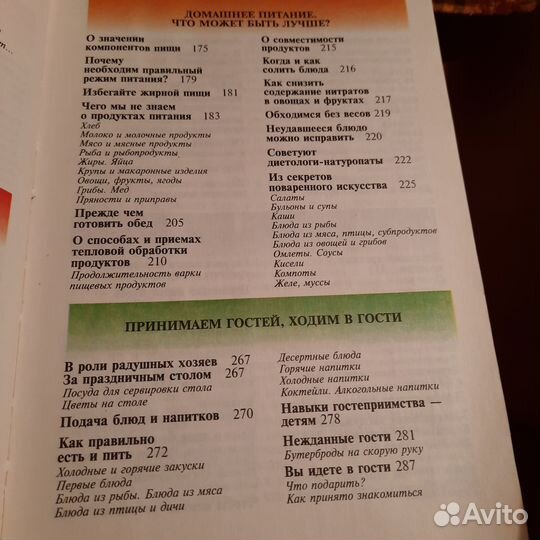 ДОМАШНЕЕ ПИТАНИЕ.
ЧТО МОЖЕТ БЫТЬ ЛУЧШЕ?
О значении
компонентов пищи 175
Почему
необходим правильный
режим питания? 179
Избегайте жирной пищи 181
Чего мы не знаем
о продуктах питания 183
Хлеб
Молоко и молочные продукты
Мясо и мясные продукты
Рыба и рыбопродукты
Жиры. Яйца
Крупы и макаронные изделия
Овощи, фрукты, ягоды
Грибы. Мед
Пряности и приправы
Прежде чем
готовить обед 205
О способах и приемах
тепловой обработки
продуктов 210
Продолжительность варки
пищевых продуктов
О совместимости
продуктов 215
Когда и как
солить блюда 216
Как снизить
содержание нитратов
в овощах и фруктах 217
Обходимся без весов 219
Неудавшееся блюдо
можно исправить 220
Советуют
диетологи-натуропаты 222
Из секретов
поваренного искусства 225
Салаты
Бульоны и супы
Каши
Блюда из рыбы
Блюда из мяса, птицы, субпродуктов
Блюда из овощей и грибов
Омлеты. Соусы
Кисели
Компоты
Желе, муссы
ПРИНИМАЕМ ГОСТЕЙ, ХОДИМ В ГОСТИ
В роли радушных хозяев 267
За праздничным столом 267
Посуда для сервировки стола
Цветы на столе
Подача блюд и напитков 270
Как правильно
есть и пить 272
Холодные и горячие закуски
Первые блюда
Блюда из рыбы. Блюда из мяса
Блюда из птицы и дичи
Десертные блюда
Горячие напитки
Холодные напитки
Коктейли. Алкогольные напитки
Навыки гостеприимства —
детям 278
Нежданные гости 281
Бутерброды на скорую руку
Вы идете в гости 287
Что подарить?
Как принято знакомиться
Avito